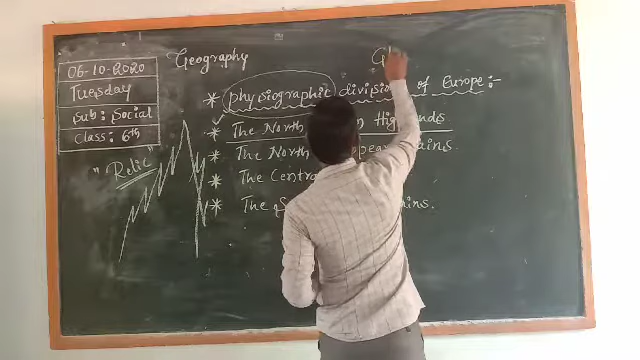 06-10-2020
Tuesday
Sub: Social
Class: 6th
"Relic"
Geography
Gl
* physiographic division of Europe:-
* The North Highlands
* The North ains.
* The Centra
* The ains.